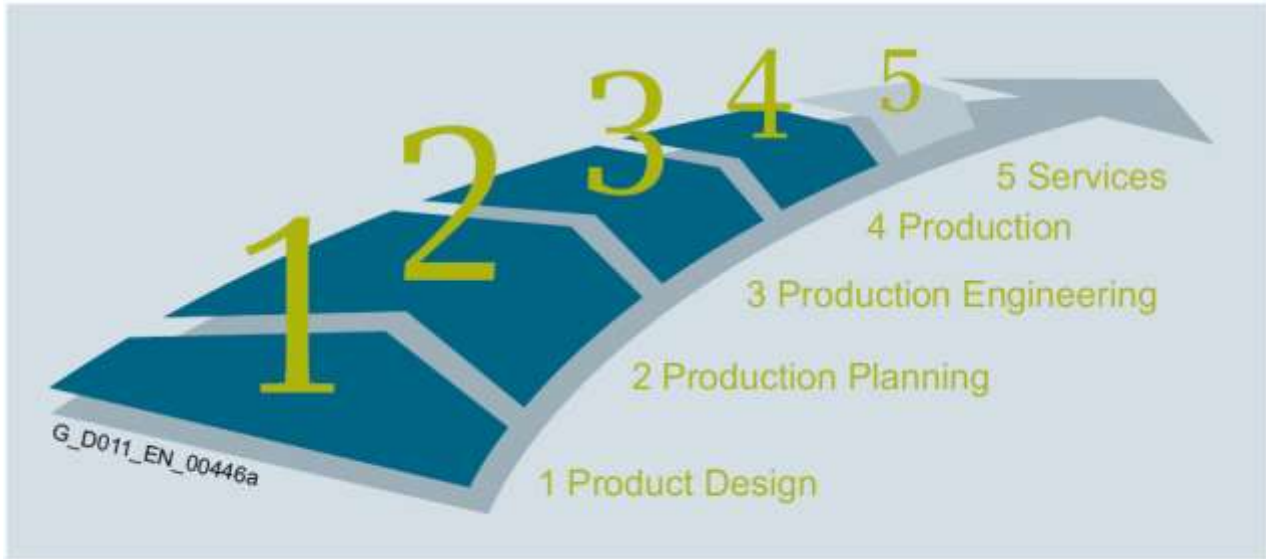 1
2
3
4
5
5 Services
4 Production
3 Production Engineering
2 Production Planning
1 Product Design
G_D011_EN_00446a